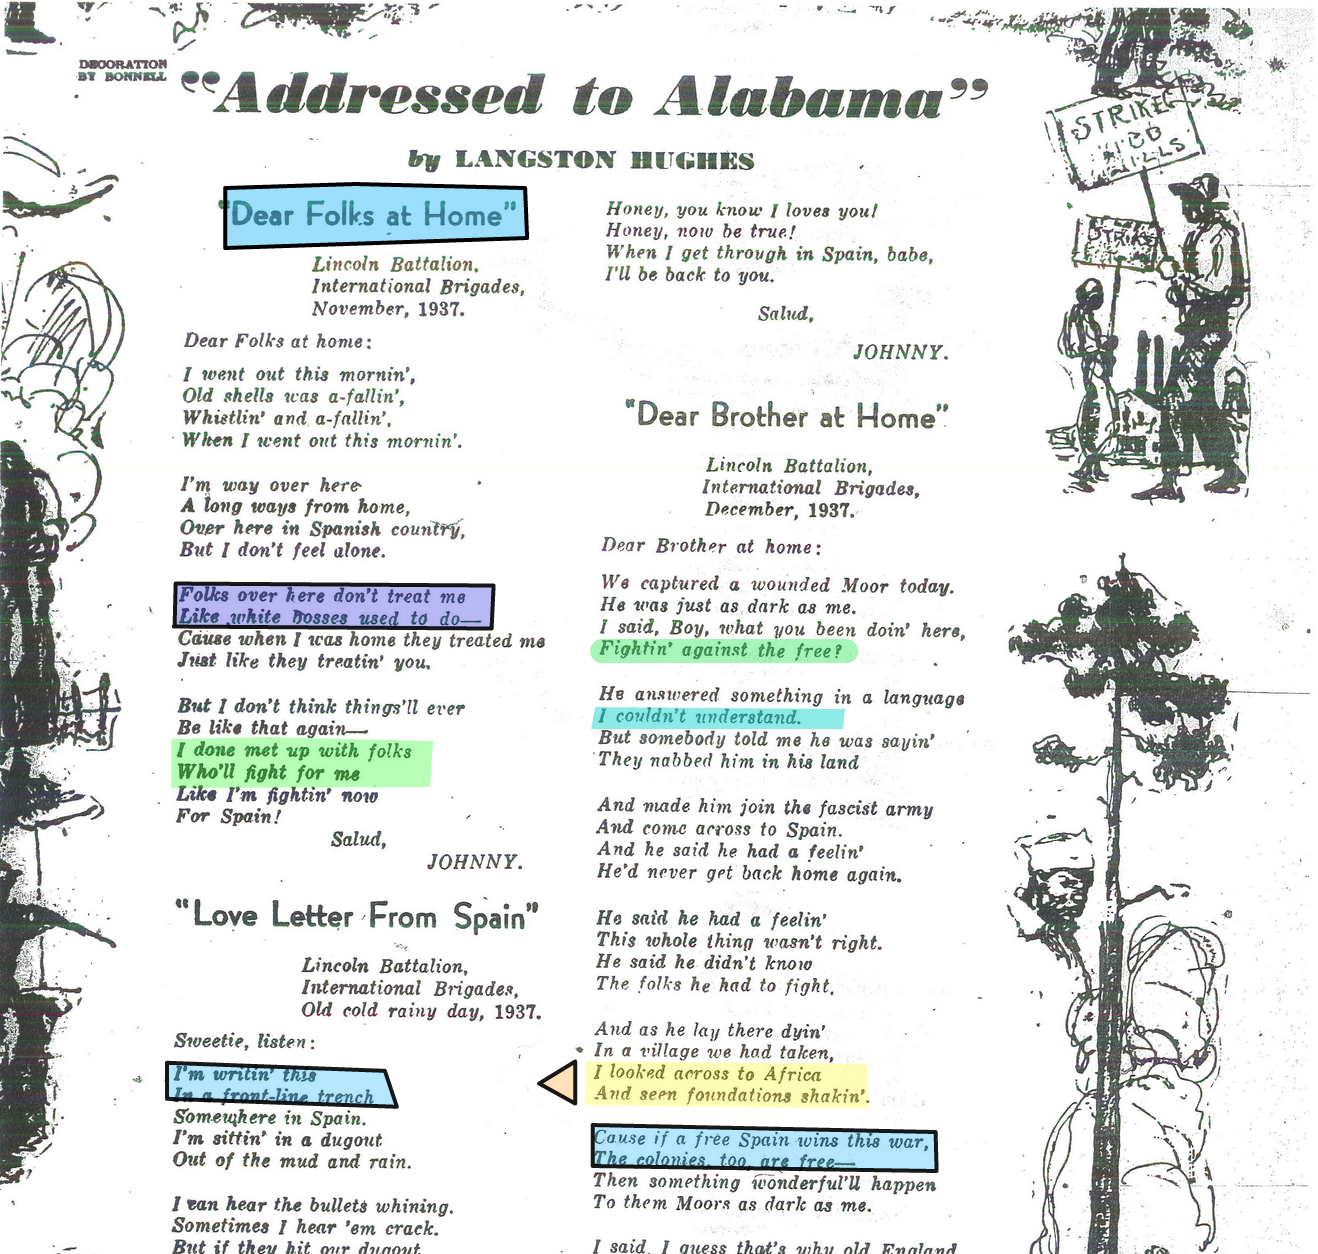 DECORATION
BY BONNELL
"Addressed to Alabama"
by LANGSTON HUGHES
"Dear Folks at Home"
Lincoln Battalion,
International Brigades,
November, 1937.
Dear Folks at home:
I went out this mornin',
Old shells was a-fallin',
Whistlin' and a-fallin',
When I went out this mornin'.
I'm way over here
A long ways from home,
Over here in Spanish country,
But I don't feel alone.
Folks over here don't treat me
Like white bosses used to do—
Cause when I was home they treated me
Just like they treatin' you.
But I don't think things'll ever
Be like that again—
I done met up with folks
Who'll fight for me
Like I'm fightin' now
For Spain!
Salud,
JOHNNY.
"Love Letter From Spain"
Lincoln Battalion,
International Brigades,
Old cold rainy day, 1937.
Sweetie, listen:
I'm writin' this
In a front-line trench
Somewhere in Spain.
I'm sittin' in a dugout
Out of the mud and rain.
I can hear the bullets whining.
Sometimes I hear 'em crack.
But if they hit our dugout
Honey, you know I loves you!
Honey, now be true!
When I get through in Spain, babe,
I'll be back to you.
Salud,
JOHNNY.
"Dear Brother at Home"
Lincoln Battalion,
International Brigades,
December, 1937.
Dear Brother at home:
We captured a wounded Moor today.
He was just as dark as me.
I said, Boy, what you been doin' here,
Fightin' against the free?
He answered something in a language
I couldn't understand.
But somebody told me he was sayin'
They nabbed him in his land
And made him join the fascist army
And come across to Spain.
And he said he had a feelin'
He'd never get back home again.
He said he had a feelin'
This whole thing wasn't right.
He said he didn't know
The folks he had to fight.
And as he lay there dyin'
In a village we had taken,
I looked across to Africa
And seen foundations shakin'.
Cause if a free Spain wins this war,
The colonies, too, are free—
Then something wonderful'll happen
To them Moors as dark as me.
I said, I guess that's why old England
STRIKE
STRIKE